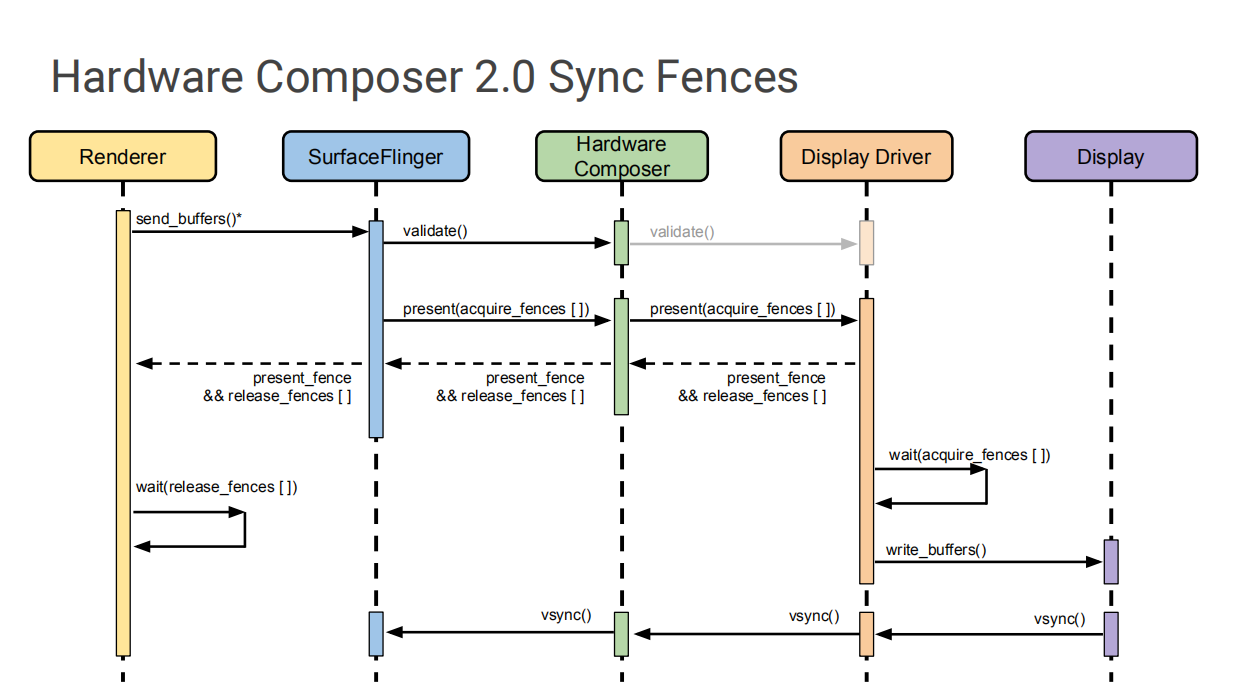 Hardware Composer 2.0 Sync Fences
Renderer
SurfaceFlinger
Hardware
Composer
Display Driver
Display
send_buffers()*
validate()
validate()
present(acquire_fences [ ])
present(acquire_fences [ ])
present_fence
&& release_fences [ ]
present_fence
&& release_fences [ ]
present_fence
&& release_fences [ ]
wait(acquire_fences [ ])
wait(release_fences [ ])
write_buffers()
vsync()
vsync()
vsync()